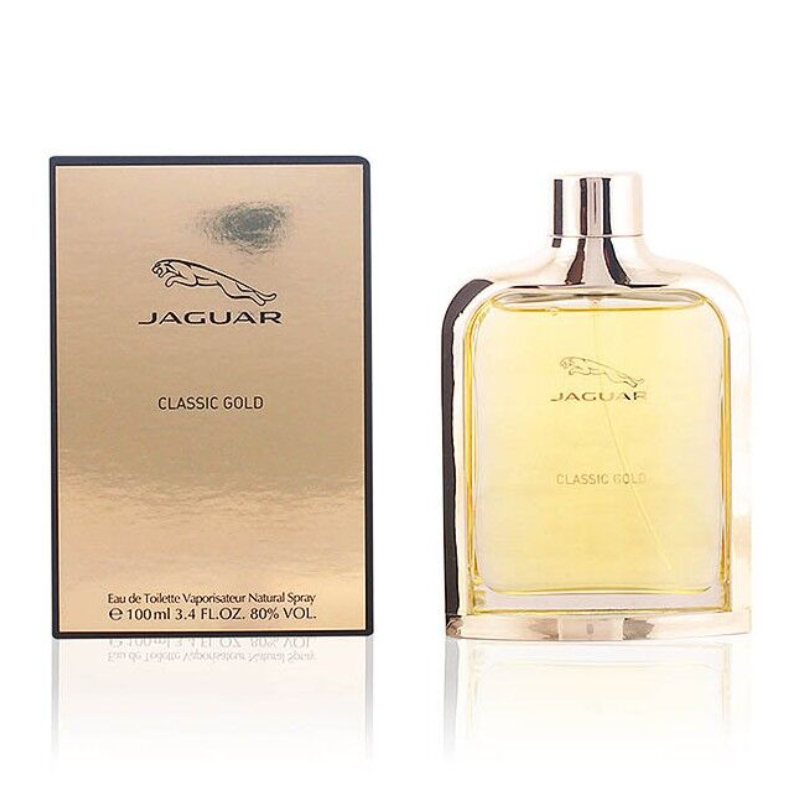 JAGUAR
CLASSIC GOLD
Eau de Toilette Vaporisateur Natural Spray
℮ 100ml 3.4 FL.OZ. 80% VOL.
JAGUAR
CLASSIC GOLD